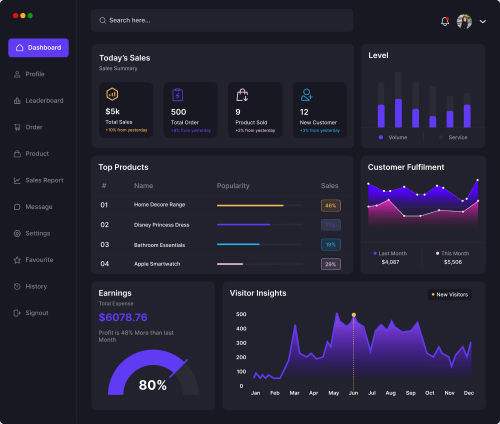 Search here...
Dashboard
Profile
Leaderboard
Order
Product
Sales Report
Message
Settings
Favourite
History
Signout
Today's Sales
Sales Summary
$5k
Total Sales
+10% from yesterday
500
Total Order
+8% from yesterday
9
Product Sold
+2% from yesterday
12
New Customer
+3% from yesterday
Level
Volume
Service
Top Products
# Name Popularity Sales
01 Home Decore Range 46%
02 Disney Princess Dress
03 Bathroom Essentials 19%
04 Apple Smartwatch 29%
Customer Fulfilment
Last Month
$4,087
This Month
$5,506
Earnings
Total Expense
$6078.76
Profit is 48% More than last
Month
80%
Visitor Insights
New Visitors
500
400
300
200
100
0
Jan Feb Mar Apr May Jun Jul Aug Sep Oct Nov Dec